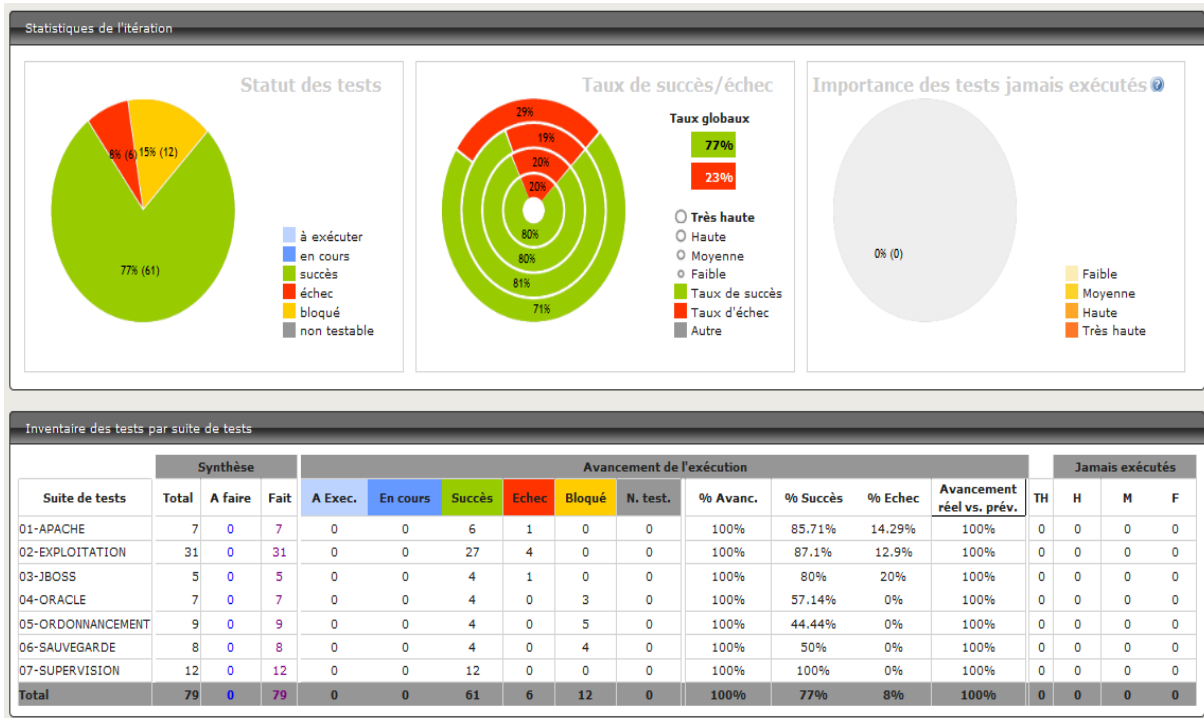 Statistiques de l'itération
Statut des tests
8% (6)
15% (12)
77% (61)
à exécuter
en cours
succès
échec
bloqué
non testable
Taux de succès/échec
29%
19%
20%
20%
80%
80%
81%
71%
Taux globaux
77%
23%
Très haute
Haute
Moyenne
Faible
Taux de succès
Taux d'échec
Autre
Importance des tests jamais exécutés ?
0% (0)
Faible
Moyenne
Haute
Très haute
Inventaire des tests par suite de tests
Synthèse Avancement de l'exécution Jamais exécutés
Suite de tests Total A faire Fait A Exec. En cours Succès Echec Bloqué N. test. % Avanc. % Succès % Echec Avancement réel vs. prév. TH H M F
01-APACHE 7 0 7 0 0 6 1 0 0 100% 85.71% 14.29% 100% 0 0 0 0
02-EXPLOITATION 31 0 31 0 0 27 4 0 0 100% 87.1% 12.9% 100% 0 0 0 0
03-JBOSS 5 0 5 0 0 4 1 0 0 100% 80% 20% 100% 0 0 0 0
04-ORACLE 7 0 7 0 0 4 0 3 0 100% 57.14% 0% 100% 0 0 0 0
05-ORDONNANCEMENT 9 0 9 0 0 4 0 5 0 100% 44.44% 0% 100% 0 0 0 0
06-SAUVEGARDE 8 0 8 0 0 4 0 4 0 100% 50% 0% 100% 0 0 0 0
07-SUPERVISION 12 0 12 0 0 12 0 0 0 100% 100% 0% 100% 0 0 0 0
Total 79 0 79 0 0 61 6 12 0 100% 77% 8% 100% 0 0 0 0